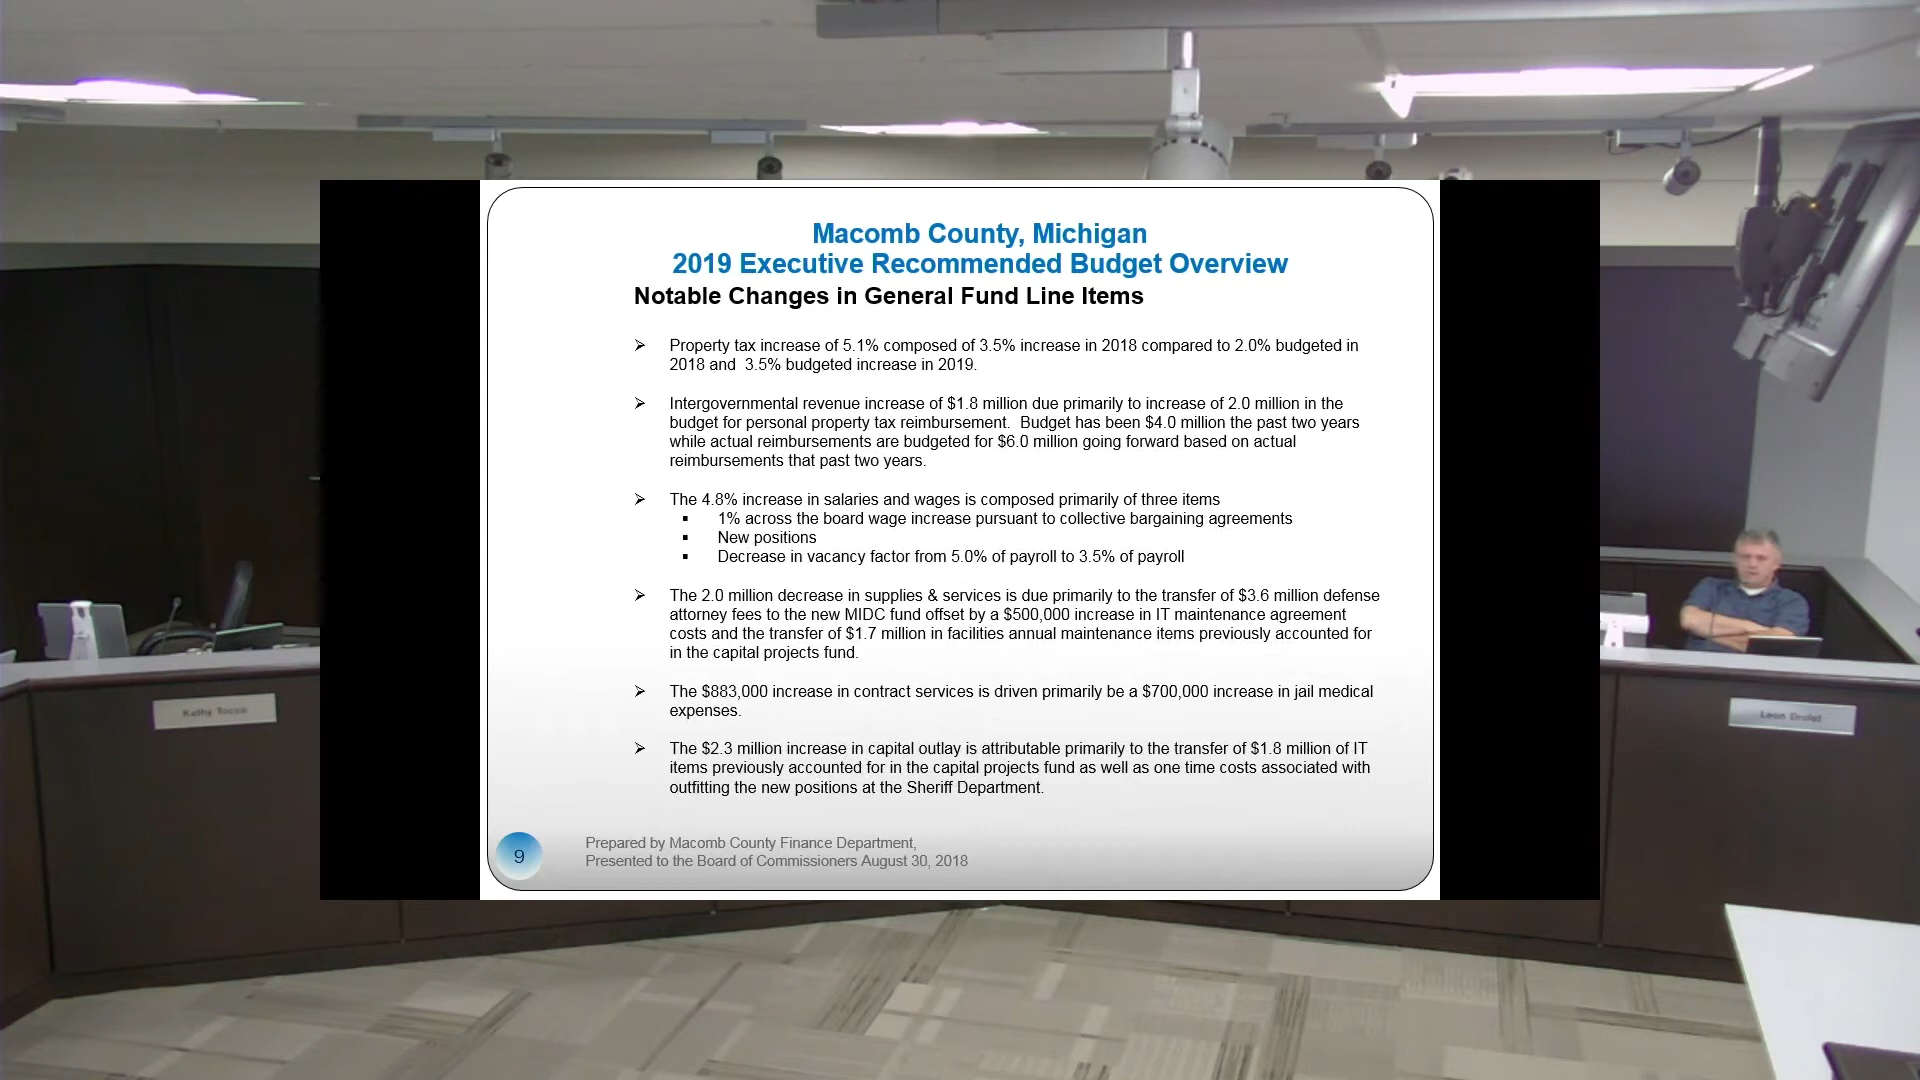 Macomb County, Michigan
2019 Executive Recommended Budget Overview
Notable Changes in General Fund Line Items
➢ Property tax increase of 5.1% composed of 3.5% increase in 2018 compared to 2.0% budgeted in
2018 and  3.5% budgeted increase in 2019.
➢ Intergovernmental revenue increase of $1.8 million due primarily to increase of 2.0 million in the
budget for personal property tax reimbursement.  Budget has been $4.0 million the past two years
while actual reimbursements are budgeted for $6.0 million going forward based on actual
reimbursements that past two years.
➢ The 4.8% increase in salaries and wages is composed primarily of three items
▪ 1% across the board wage increase pursuant to collective bargaining agreements
▪ New positions
▪ Decrease in vacancy factor from 5.0% of payroll to 3.5% of payroll
➢ The 2.0 million decrease in supplies & services is due primarily to the transfer of $3.6 million defense
attorney fees to the new MIDC fund offset by a $500,000 increase in IT maintenance agreement
costs and the transfer of $1.7 million in facilities annual maintenance items previously accounted for
in the capital projects fund.
➢ The $883,000 increase in contract services is driven primarily be a $700,000 increase in jail medical
expenses.
➢ The $2.3 million increase in capital outlay is attributable primarily to the transfer of $1.8 million of IT
items previously accounted for in the capital projects fund as well as one time costs associated with
outfitting the new positions at the Sheriff Department.
9
Prepared by Macomb County Finance Department,
Presented to the Board of Commissioners August 30, 2018
Kathy Tocco
Leon Drolet